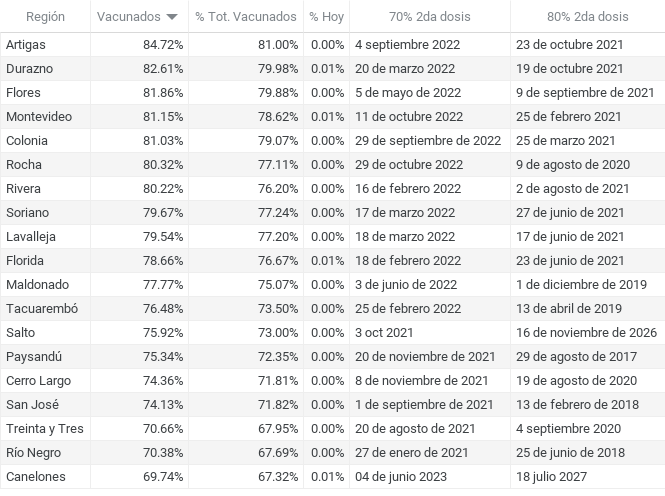 Región Vacunados % Tot. Vacunados % Hoy 70% 2da dosis 80% 2da dosis
Artigas 84.72% 81.00% 0.00% 4 septiembre 2022 23 de octubre 2021
Durazno 82.61% 79.98% 0.01% 20 de marzo 2022 19 de octubre 2021
Flores 81.86% 79.88% 0.00% 5 de mayo de 2022 9 de septiembre de 2021
Montevideo 81.15% 78.62% 0.01% 11 de octubre 2022 25 de febrero 2021
Colonia 81.03% 79.07% 0.00% 29 de septiembre de 2022 25 de marzo 2021
Rocha 80.32% 77.11% 0.00% 29 de octubre 2022 9 de agosto de 2020
Rivera 80.22% 76.20% 0.00% 16 de febrero 2022 2 de agosto de 2021
Soriano 79.67% 77.24% 0.00% 17 de marzo 2022 27 de junio de 2021
Lavalleja 79.54% 77.20% 0.00% 18 de marzo 2022 17 de junio de 2021
Florida 78.66% 76.67% 0.01% 18 de febrero 2022 23 de junio de 2021
Maldonado 77.77% 75.07% 0.00% 3 de junio de 2022 1 de diciembre de 2019
Tacuarembó 76.48% 73.50% 0.00% 25 de febrero 2022 13 de abril de 2019
Salto 75.92% 73.00% 0.00% 3 oct 2021 16 de noviembre de 2026
Paysandú 75.34% 72.35% 0.00% 20 de noviembre de 2021 29 de agosto de 2017
Cerro Largo 74.36% 71.81% 0.00% 8 de noviembre de 2021 19 de agosto de 2020
San José 74.13% 71.82% 0.00% 1 de septiembre de 2021 13 de febrero de 2018
Treinta y Tres 70.66% 67.95% 0.00% 20 de agosto de 2021 4 septiembre 2020
Río Negro 70.38% 67.69% 0.00% 27 de enero de 2021 25 de junio de 2018
Canelones 69.74% 67.32% 0.01% 04 de junio 2023 18 julio 2027